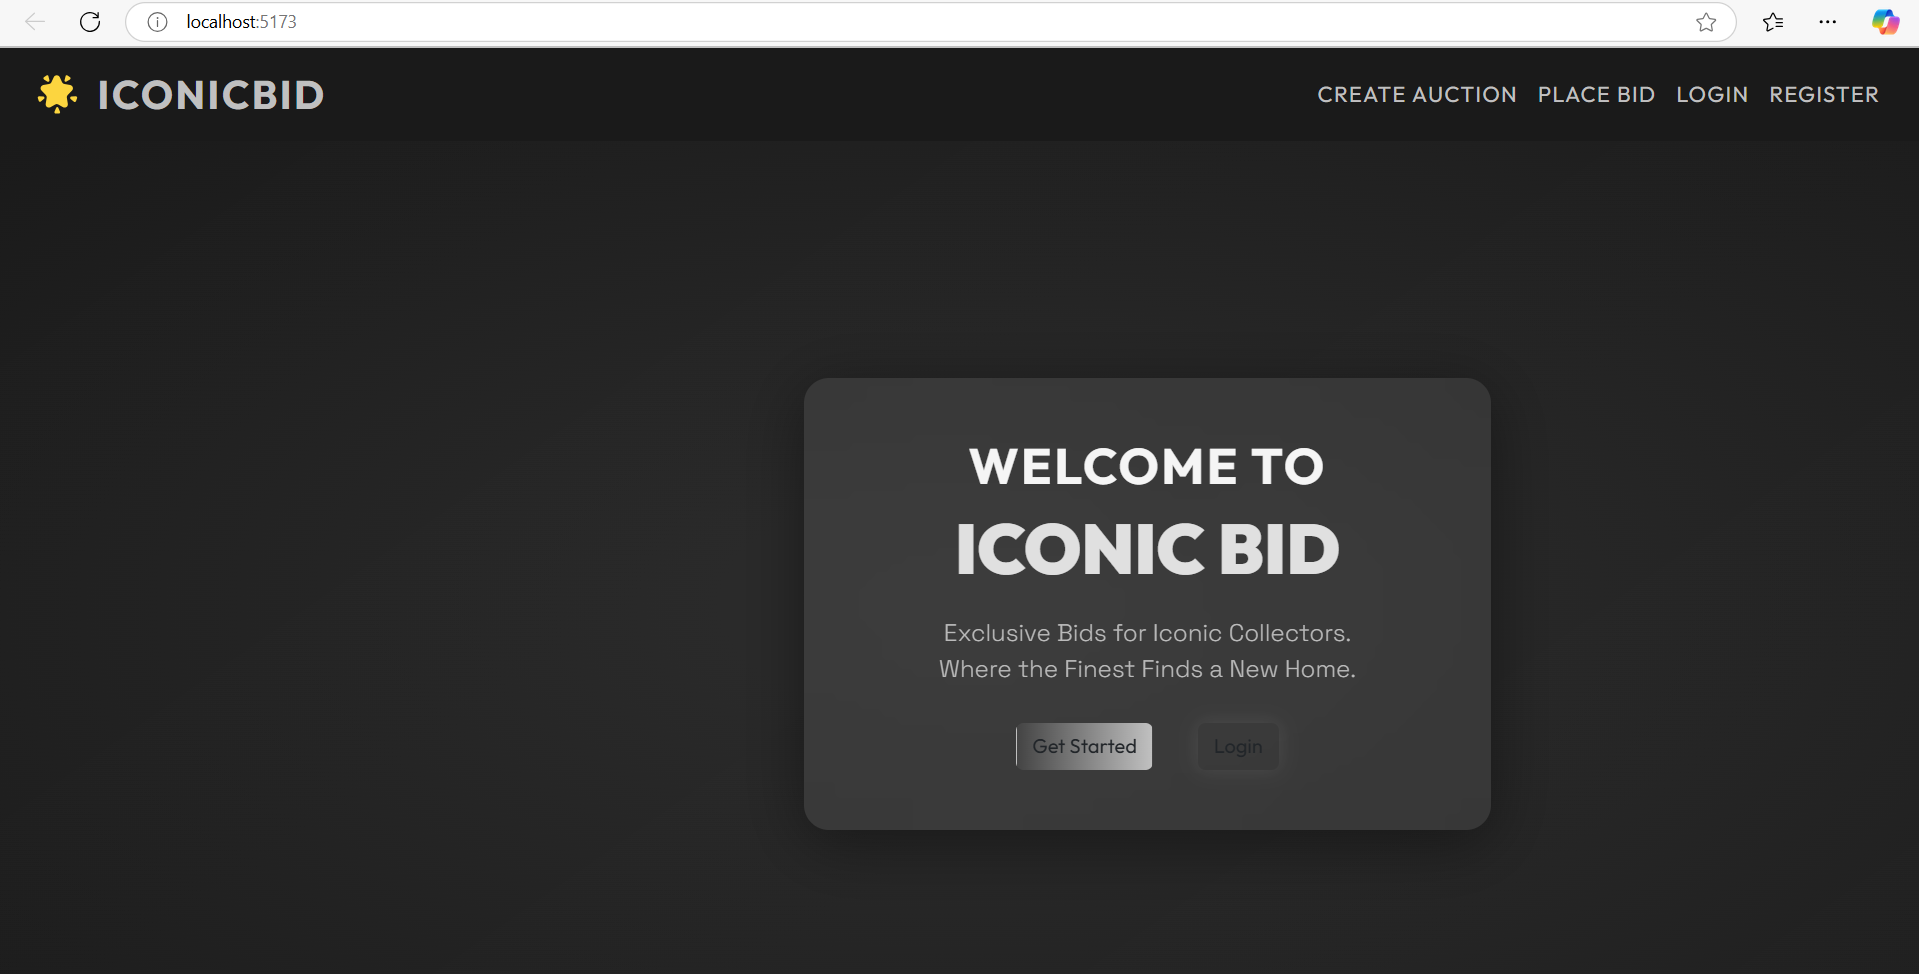 localhost:5173
ICONICBID
CREATE AUCTION PLACE BID LOGIN REGISTER
WELCOME TO
ICONIC BID
Exclusive Bids for Iconic Collectors.
Where the Finest Finds a New Home.
Get Started Login